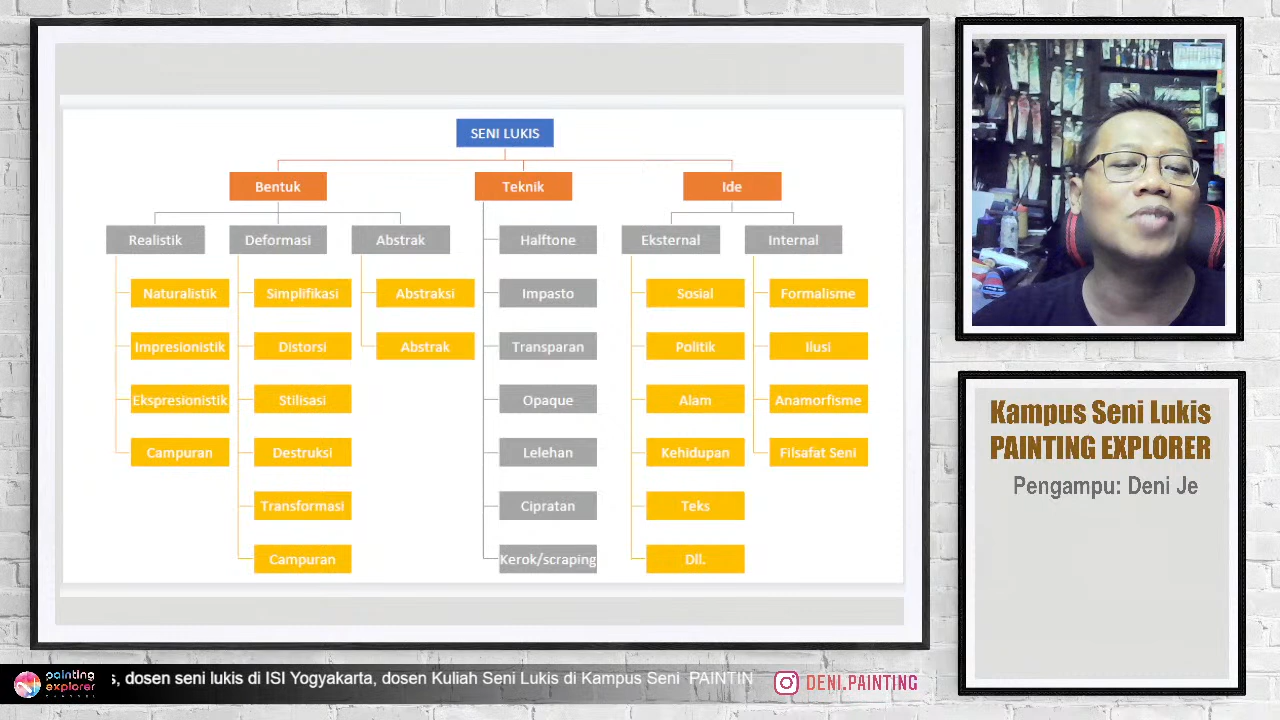 SENI LUKIS
Bentuk
Teknik
Ide
Realistik
Deformasi
Abstrak
Halftone
Eksternal
Internal
Naturalistik
Simplifikasi
Abstraksi
Impasto
Sosial
Formalisme
Impresionistik
Distorsi
Abstrak
Transparan
Politik
Ilusi
Ekspresionistik
Stilisasi
Opaque
Alam
Anamorfisme
Campuran
Destruksi
Lelehan
Kehidupan
Filsafat Seni
Transformasi
Cipratan
Teks
Campuran
Kerok/scraping
Dll.
Kampus Seni Lukis
PAINTING EXPLORER
Pengampu: Deni Je
painting
explorer
CHANNEL
s, dosen seni lukis di ISI Yogyakarta, dosen Kuliah Seni Lukis di Kampus Seni PAINTIN
DENI.PAINTING